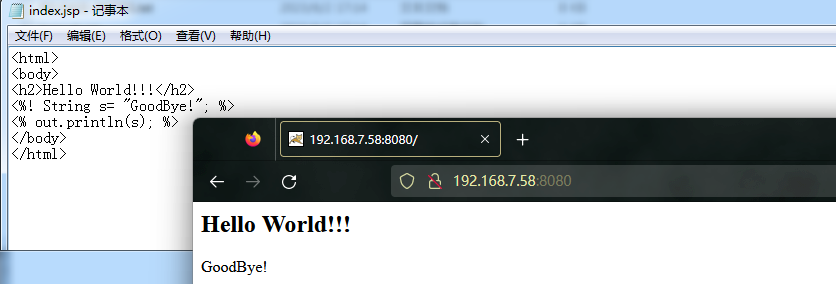 index.jsp - 记事本
文件(F) 编辑(E) 格式(O) 查看(V) 帮助(H)
<html>
<body>
<h2>Hello World!!!</h2>
<%! String s= "GoodBye!"; %>
<% out.println(s); %>
</body>
</html>
192.168.7.58:8080/
192.168.7.58:8080
Hello World!!!
GoodBye!